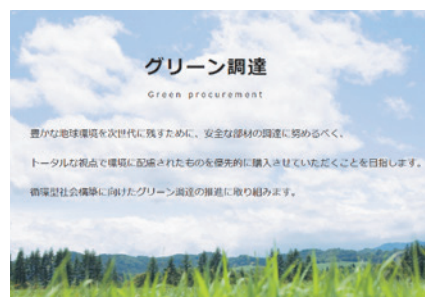 グリーン調達
Green procurement
豊かな地球環境を次世代に残すために、安全な部材の調達に努めるべく、
トータルな視点で環境に配慮されたものを優先的に購入させていただくことを目指します。
循環型社会構築に向けたグリーン調達の推進に取り組みます。